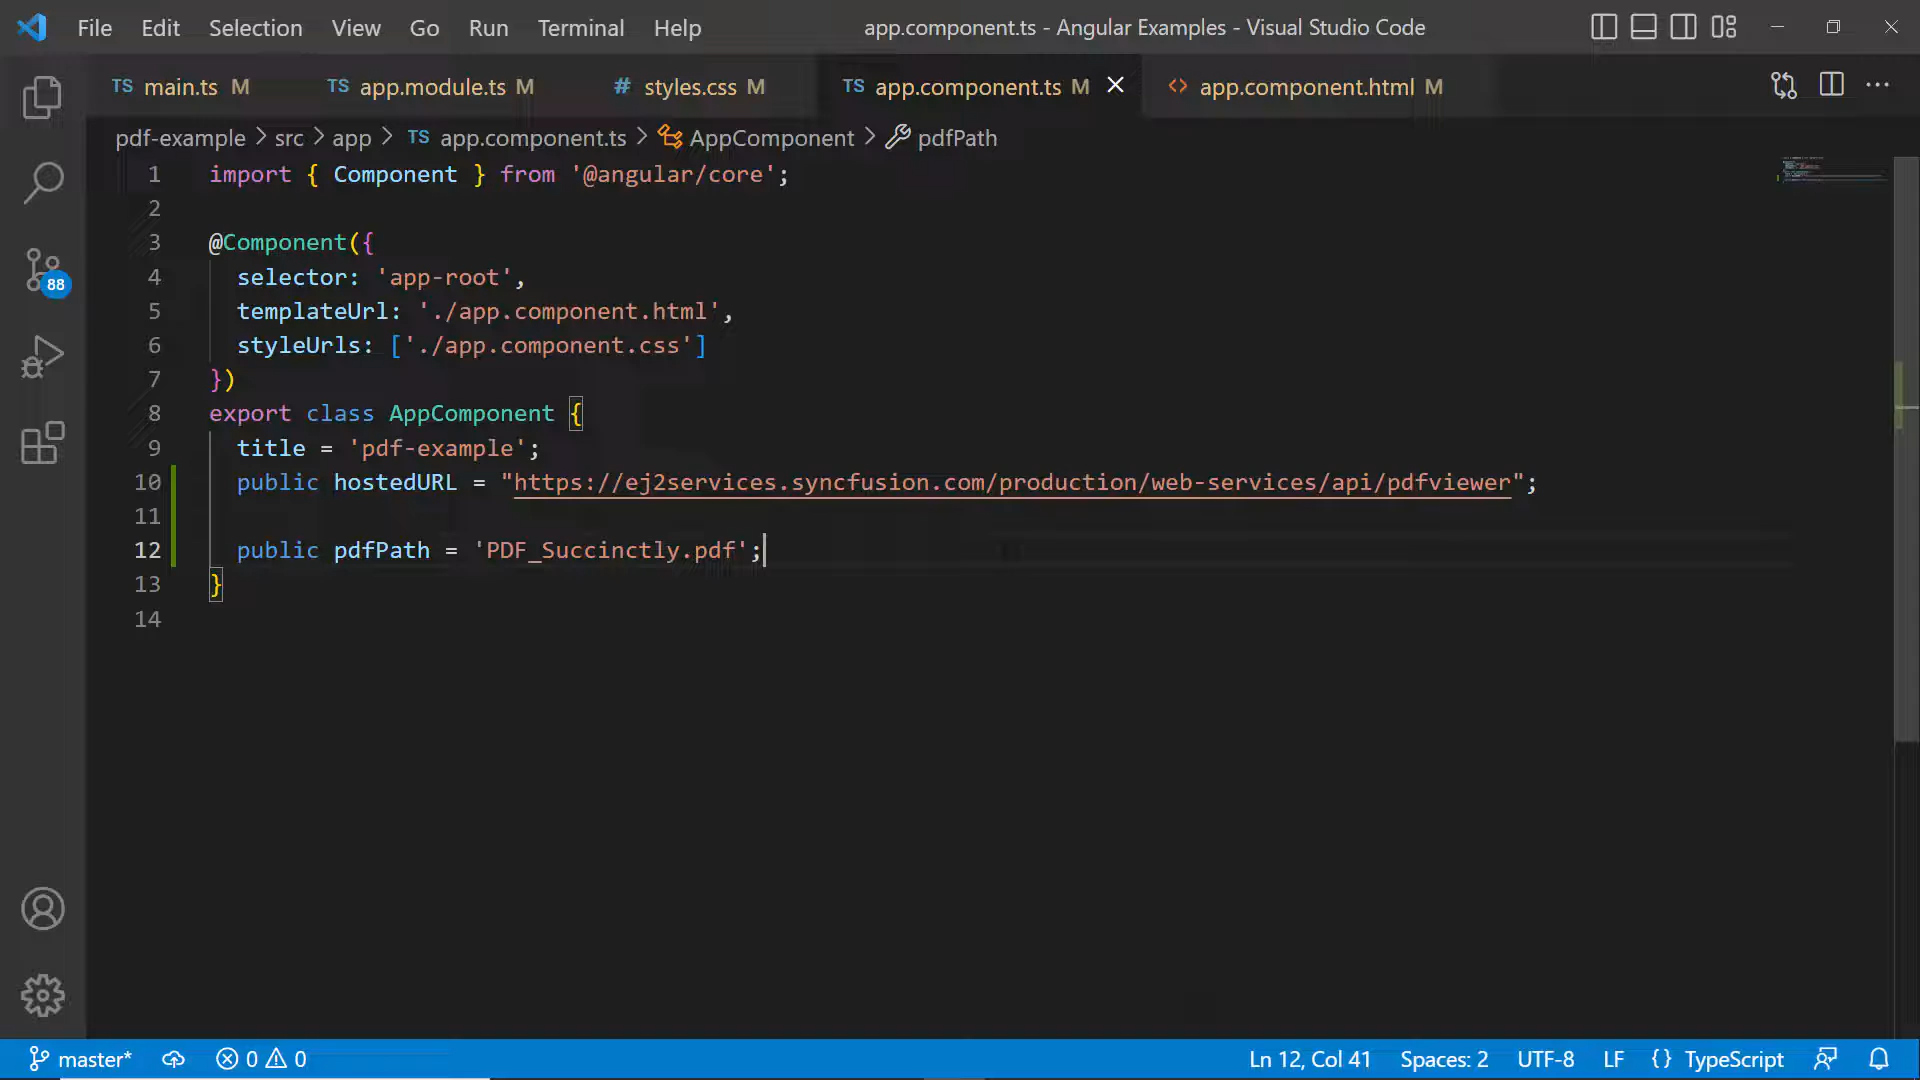 File Edit Selection View Go Run Terminal Help app.component.ts - Angular Examples - Visual Studio Code
TS main.ts M TS app.module.ts M # styles.css M TS app.component.ts M <> app.component.html M
pdf-example > src > app > TS app.component.ts > AppComponent > pdfPath
1 import { Component } from '@angular/core';
2
3 @Component({
4 selector: 'app-root',
5 templateUrl: './app.component.html',
6 styleUrls: ['./app.component.css']
7 })
8 export class AppComponent {
9 title = 'pdf-example';
10 public hostedURL = "https://ej2services.syncfusion.com/production/web-services/api/pdfviewer";
11
12 public pdfPath = 'PDF_Succinctly.pdf';
13 }
14
88
master* 0 0 Ln 12, Col 41 Spaces: 2 UTF-8 LF {} TypeScript